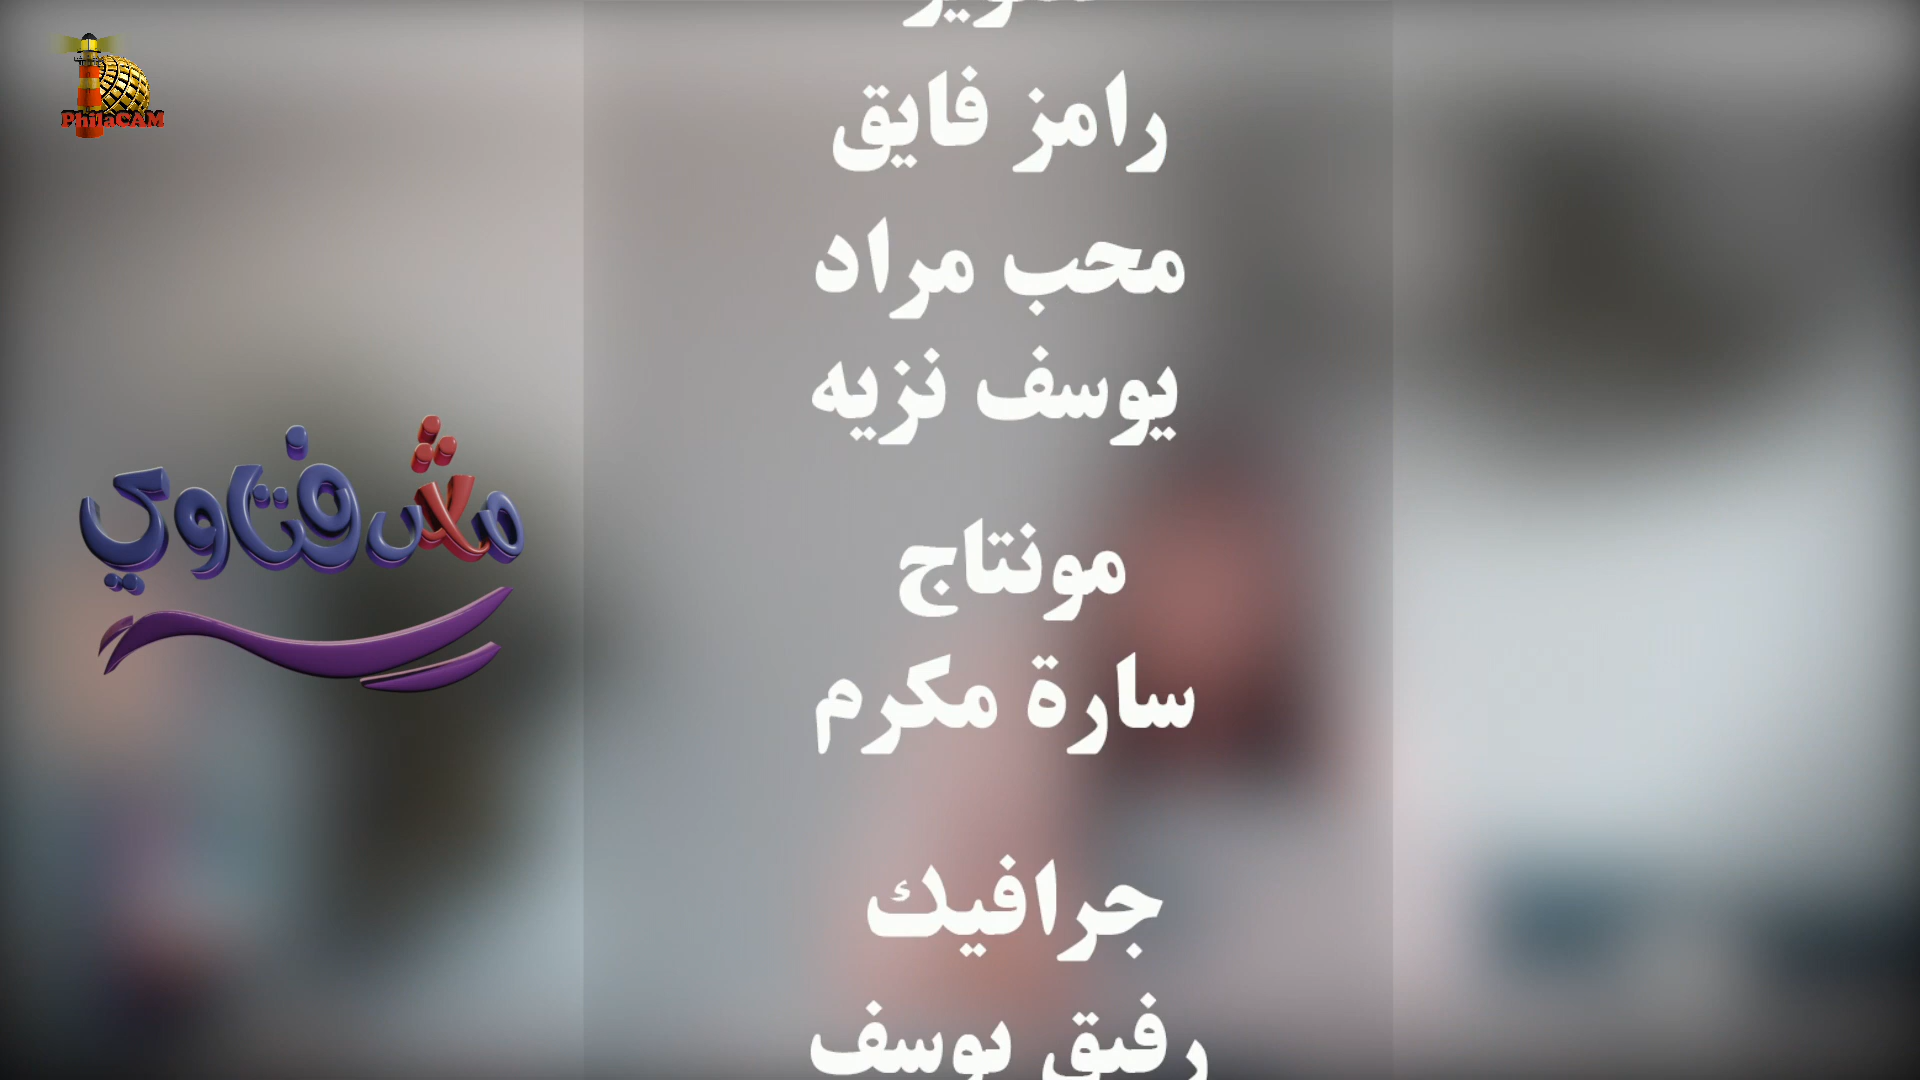 PhilaCAM
رامز فايق
محب مراد
يوسف نزيه
مش فتاوي
مونتاج
سارة مكرم
جرافيك
رفيق يوسف